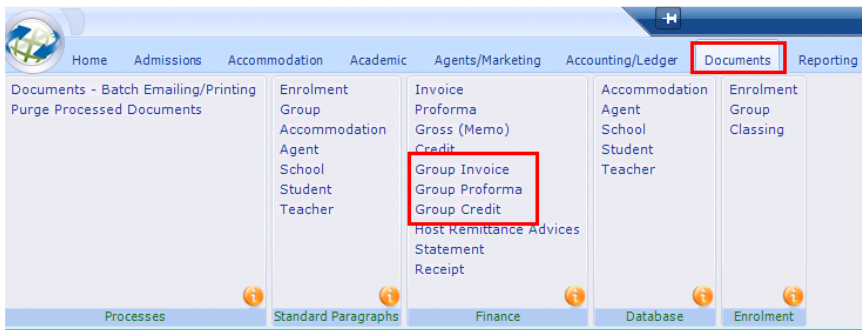 Home Admissions Accommodation Academic Agents/Marketing Accounting/Ledger Documents Reporting
Documents - Batch Emailing/Printing
Purge Processed Documents
Processes
Enrolment
Group
Accommodation
Agent
School
Student
Teacher
Standard Paragraphs
Invoice
Proforma
Gross (Memo)
Credit
Group Invoice
Group Proforma
Group Credit
Host Remittance Advices
Statement
Receipt
Finance
Accommodation
Agent
School
Student
Teacher
Database
Enrolment
Group
Classing
Enrolment